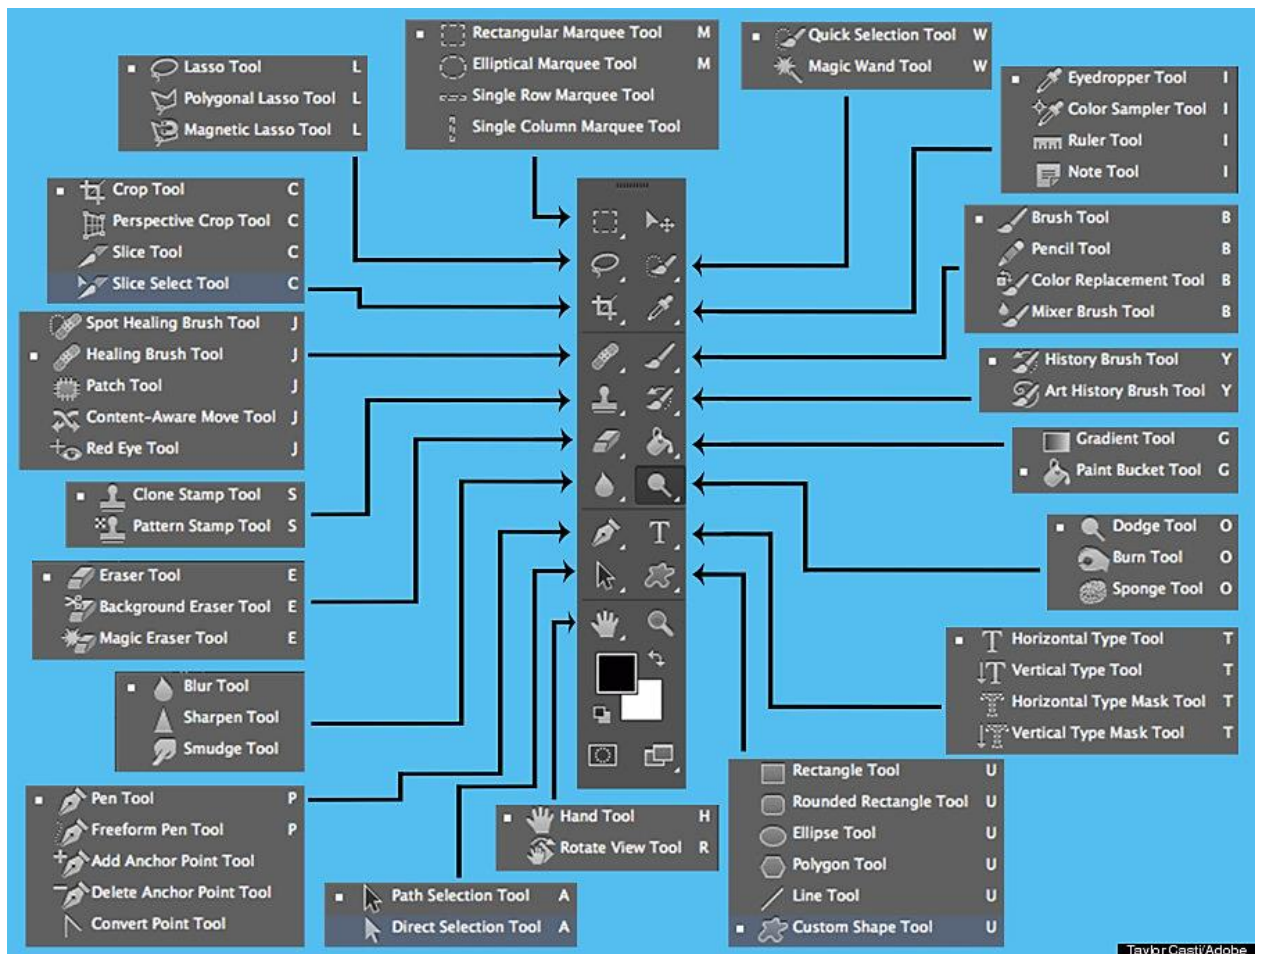 Rectangular Marquee Tool M
Elliptical Marquee Tool M
Single Row Marquee Tool
Single Column Marquee Tool
Quick Selection Tool W
Magic Wand Tool W
Lasso Tool L
Polygonal Lasso Tool L
Magnetic Lasso Tool L
Eyedropper Tool I
Color Sampler Tool I
Ruler Tool I
Note Tool I
Crop Tool C
Perspective Crop Tool C
Slice Tool C
Slice Select Tool C
Brush Tool B
Pencil Tool B
Color Replacement Tool B
Mixer Brush Tool B
Spot Healing Brush Tool J
Healing Brush Tool J
Patch Tool J
Content-Aware Move Tool J
Red Eye Tool J
History Brush Tool Y
Art History Brush Tool Y
Gradient Tool G
Paint Bucket Tool G
Clone Stamp Tool S
Pattern Stamp Tool S
Dodge Tool O
Burn Tool O
Sponge Tool O
Eraser Tool E
Background Eraser Tool E
Magic Eraser Tool E
Horizontal Type Tool T
Vertical Type Tool T
Horizontal Type Mask Tool T
Vertical Type Mask Tool T
Blur Tool
Sharpen Tool
Smudge Tool
Pen Tool P
Freeform Pen Tool P
Add Anchor Point Tool
Delete Anchor Point Tool
Convert Point Tool
Hand Tool H
Rotate View Tool R
Path Selection Tool A
Direct Selection Tool A
Rectangle Tool U
Rounded Rectangle Tool U
Ellipse Tool U
Polygon Tool U
Line Tool U
Custom Shape Tool U
Taylor Casti/Adobe